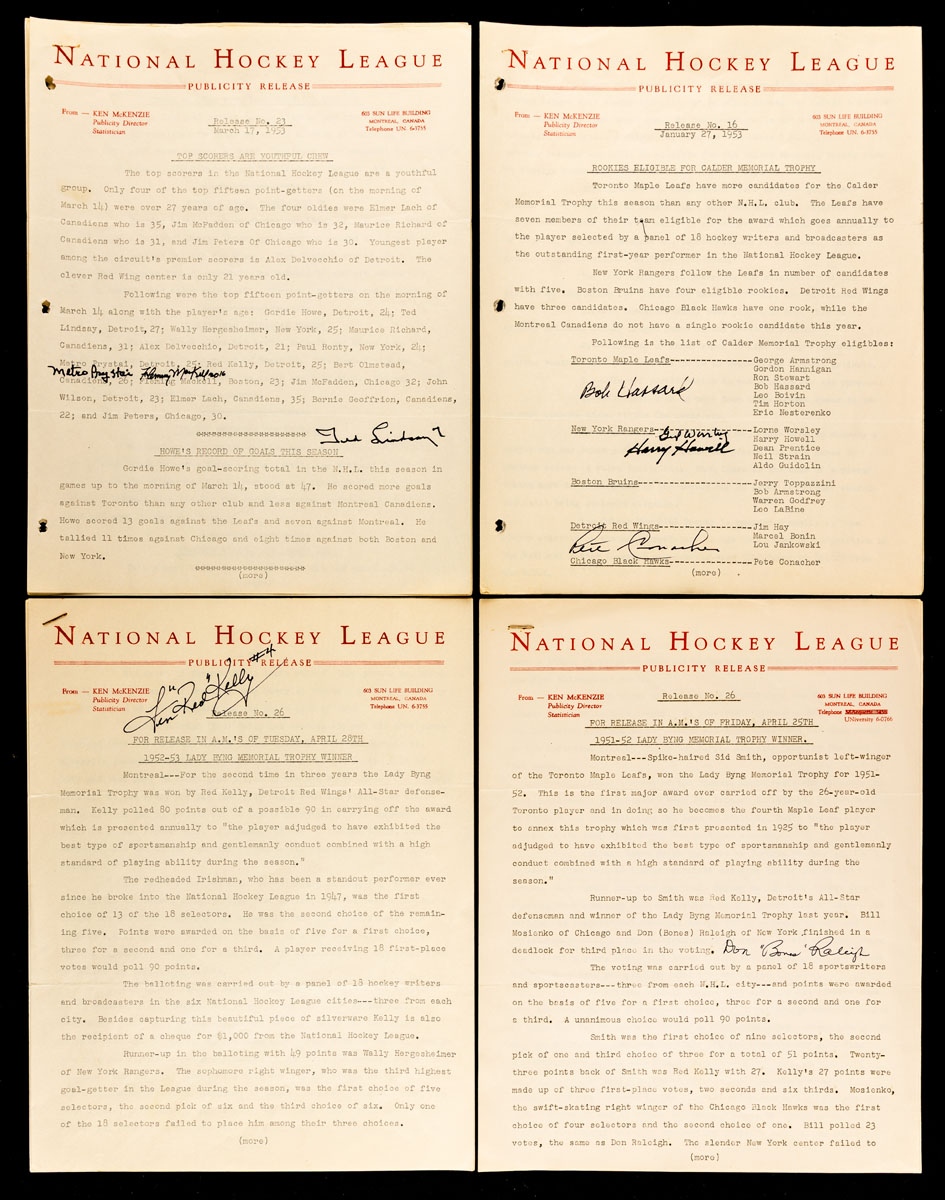 NATIONAL HOCKEY LEAGUE
PUBLICITY RELEASE
From — KEN McKENZIE
Publicity Director
Statistician
Release No. 23
March 17, 1953
603 SUN LIFE BUILDING
MONTREAL, CANADA
Telephone UN. 6-3755
TOP SCORERS ARE YOUTHFUL CREW
The top scorers in the National Hockey League are a youthful
group. Only four of the top fifteen point-getters (on the morning of
March 14) were over 27 years of age. The four oldies were Elmer Lach of
Canadiens who is 35, Jim McFadden of Chicago who is 32, Maurice Richard of
Canadiens who is 31, and Jim Peters Of Chicago who is 30. Youngest player
among the circuit's premier scorers is Alex Delvecchio of Detroit. The
clever Red Wing center is only 21 years old.
Following were the top fifteen point-getters on the morning of
March 14 along with the player's age: Gordie Howe, Detroit, 24; Ted
Lindsay, Detroit,27; Wally Hergesheimer, New York, 25; Maurice Richard,
Canadiens, 31; Alex Delvecchio, Detroit, 21; Paul Ronty, New York, 24;
Metro Prystai, Detroit, 25; Red Kelly, Detroit, 25; Bert Olmstead,
Metro Prystai Fleming Mackell
Canadiens, 26; Fleming Mackell, Boston, 23; Jim McFadden, Chicago 32; John
Wilson, Detroit, 23; Elmer Lach, Canadiens, 35; Bernie Geoffrion, Canadiens,
22; and Jim Peters, Chicago, 30.
Ted Lindsay 7
HOWE'S RECORD OF GOALS THIS SEASON
Gordie Howe's goal-scoring total in the N.H.L. this season in
games up to the morning of March 14, stood at 47. He scored more goals
against Toronto than any other club and less against Montreal Canadiens.
Howe scored 13 goals against the Leafs and seven against Montreal. He
tallied 11 times against Chicago and eight times against both Boston and
New York.
(more)
NATIONAL HOCKEY LEAGUE
PUBLICITY RELEASE
From — KEN McKENZIE
Publicity Director
Statistician
Release No. 16
January 27, 1953
603 SUN LIFE BUILDING
MONTREAL, CANADA
Telephone UN. 6-3755
ROOKIES ELIGIBLE FOR CALDER MEMORIAL TROPHY
Toronto Maple Leafs have more candidates for the Calder
Memorial Trophy this season than any other N.H.L. club. The Leafs have
seven members of their team eligible for the award which goes annually to
the player selected by a panel of 18 hockey writers and broadcasters as
the outstanding first-year performer in the National Hockey League.
New York Rangers follow the Leafs in number of candidates
with five. Boston Bruins have four eligible rookies. Detroit Red Wings
have three candidates. Chicago Black Hawks have one rook, while the
Montreal Canadiens do not have a single rookie candidate this year.
Following is the list of Calder Memorial Trophy eligibles:
Toronto Maple Leafs---------------George Armstrong
Gordon Hannigan
Ron Stewart
Bob Hassard
Bob Hassard
Leo Boivin
Tim Horton
Eric Nesterenko
New York Rangers------------------Lorne Worsley
Gump Worsley
Harry Howell
Harry Howell
Dean Prentice
Neil Strain
Aldo Guidolin
Boston Bruins---------------------Jerry Toppazzini
Bob Armstrong
Warren Godfrey
Leo LaBine
Detroit Red Wings-----------------Jim Hay
Marcel Bonin
Lou Jankowski
Pete Conacher
Chicago Black Hawks---------------Pete Conacher
(more)
NATIONAL HOCKEY LEAGUE
PUBLICITY RELEASE
Len "Red" Kelly #4
From — KEN McKENZIE
Publicity Director
Statistician
Release No. 26
603 SUN LIFE BUILDING
MONTREAL, CANADA
Telephone UN. 6-3755
FOR RELEASE IN A.M.'S OF TUESDAY, APRIL 28TH
1952-53 LADY BYNG MEMORIAL TROPHY WINNER
Montreal---For the second time in three years the Lady Byng
Memorial Trophy was won by Red Kelly, Detroit Red Wings' All-Star defense-
man. Kelly polled 80 points out of a possible 90 in carrying off the award
which is presented annually to "the player adjudged to have exhibited the
best type of sportsmanship and gentlemanly conduct combined with a high
standard of playing ability during the season."
The redheaded Irishman, who has been a standout performer ever
since he broke into the National Hockey League in 1947, was the first
choice of 13 of the 18 selectors. He was the second choice of the remain-
ing five. Points were awarded on the basis of five for a first choice,
three for a second and one for a third. A player receiving 18 first-place
votes would poll 90 points.
The balloting was carried out by a panel of 18 hockey writers
and broadcasters in the six National Hockey League cities---three from each
city. Besides capturing this beautiful piece of silverware Kelly is also
the recipient of a cheque for $1,000 from the National Hockey League.
Runner-up in the balloting with 49 points was Wally Hergesheimer
of New York Rangers. The sophomore right winger, who was the third highest
goal-getter in the League during the season, was the first choice of five
selectors, the second pick of six and the third choice of six. Only one
of the 18 selectors failed to place him among their three choices.
(more)
NATIONAL HOCKEY LEAGUE
PUBLICITY RELEASE
From — KEN McKENZIE
Publicity Director
Statistician
Release No. 26
603 SUN LIFE BUILDING
MONTREAL, CANADA
Telephone
UNiversity 6-0766
FOR RELEASE IN A.M.'S OF FRIDAY, APRIL 25TH
1951-52 LADY BYNG MEMORIAL TROPHY WINNER.
Montreal---Spike-haired Sid Smith, opportunist left-winger
of the Toronto Maple Leafs, won the Lady Byng Memorial Trophy for 1951-
52. This is the first major award ever carried off by the 26-year-old
Toronto player and in doing so he becomes the fourth Maple Leaf player
to annex this trophy which was first presented in 1925 to "the player
adjudged to have exhibited the best type of sportsmanship and gentlemanly
conduct combined with a high standard of playing ability during the
season."
Runner-up to Smith was Red Kelly, Detroit's All-Star
defenseman and winner of the Lady Byng Memorial Trophy last year. Bill
Mosienko of Chicago and Don (Bones) Raleigh of New York ,finished in a
deadlock for third place in the voting. Don "Bones" Raleigh
The voting was carried out by a panel of 18 sportswriters
and sportscasters---three from each N.H.L. city---and points were awarded
on the basis of five for a first choice, three for a second and one for
a third. A unanimous choice would poll 90 points.
Smith was the first choice of nine selectors, the second
pick of one and third choice of three for a total of 51 points. Twenty-
three points back of Smith was Red Kelly with 27. Kelly's 27 points were
made up of three first-place votes, two seconds and six thirds. Mosienko,
the swift-skating right winger of the Chicago Black Hawks was the first
choice of four selectors and the second choice of one. Bill polled 23
votes, the same as Don Raleigh. The slender New York center failed to
(more)